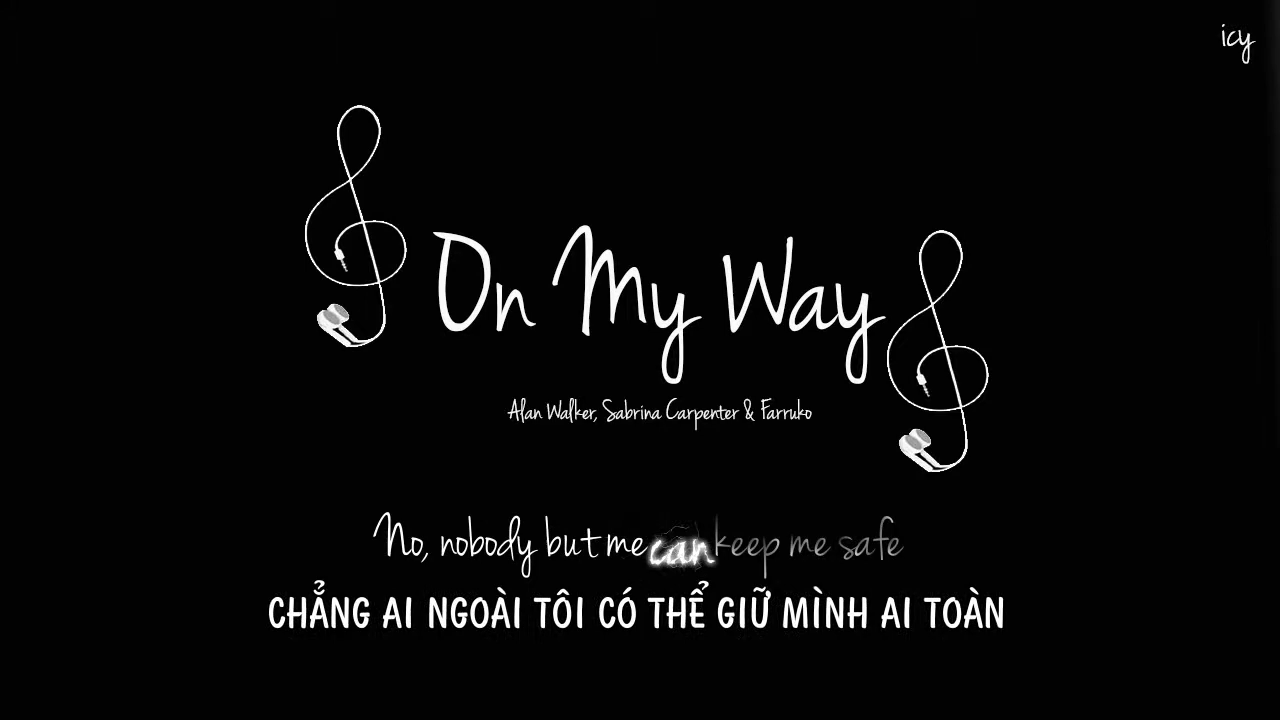 icy
On My Way
Alan Walker, Sabrina Carpenter & Farruko
No, nobody but me can keep me safe
CHẲNG AI NGOÀI TÔI CÓ THỂ GIỮ MÌNH AI TOÀN